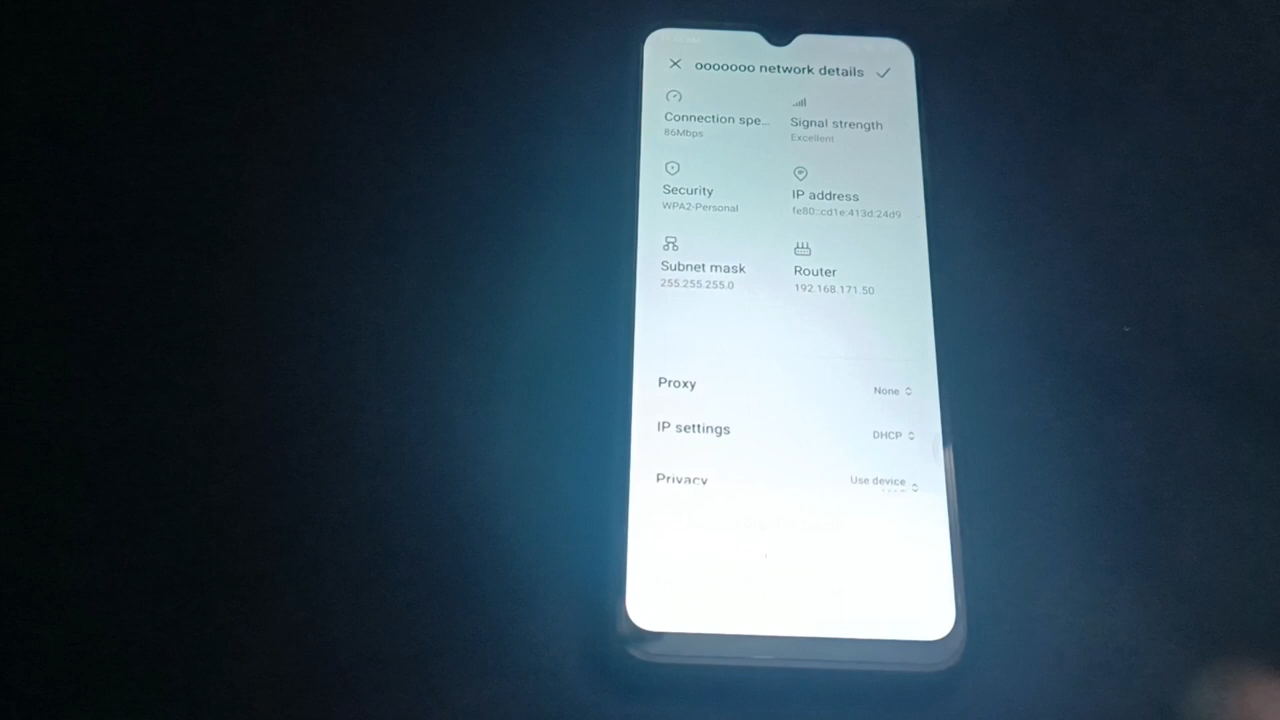 ooooooo network details
Connection spe...
86Mbps
Signal strength
Excellent
Security
WPA2-Personal
IP address
fe80::cd1e:413d:24d9
Subnet mask
255.255.255.0
Router
192.168.171.50
Proxy
None
IP settings
DHCP
Privacy
Use device